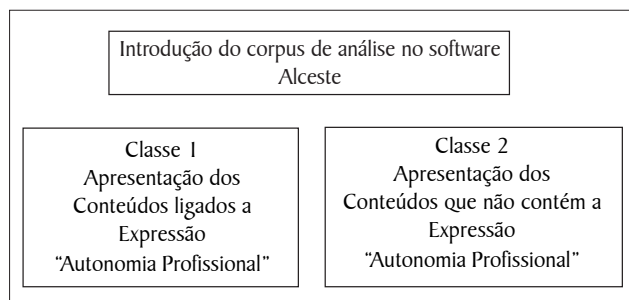 Introdução do corpus de análise no software
Alceste
Classe 1
Apresentação dos
Conteúdos ligados a
Expressão
“Autonomia Profissional”
Classe 2
Apresentação dos
Conteúdos que não contém a
Expressão
“Autonomia Profissional”